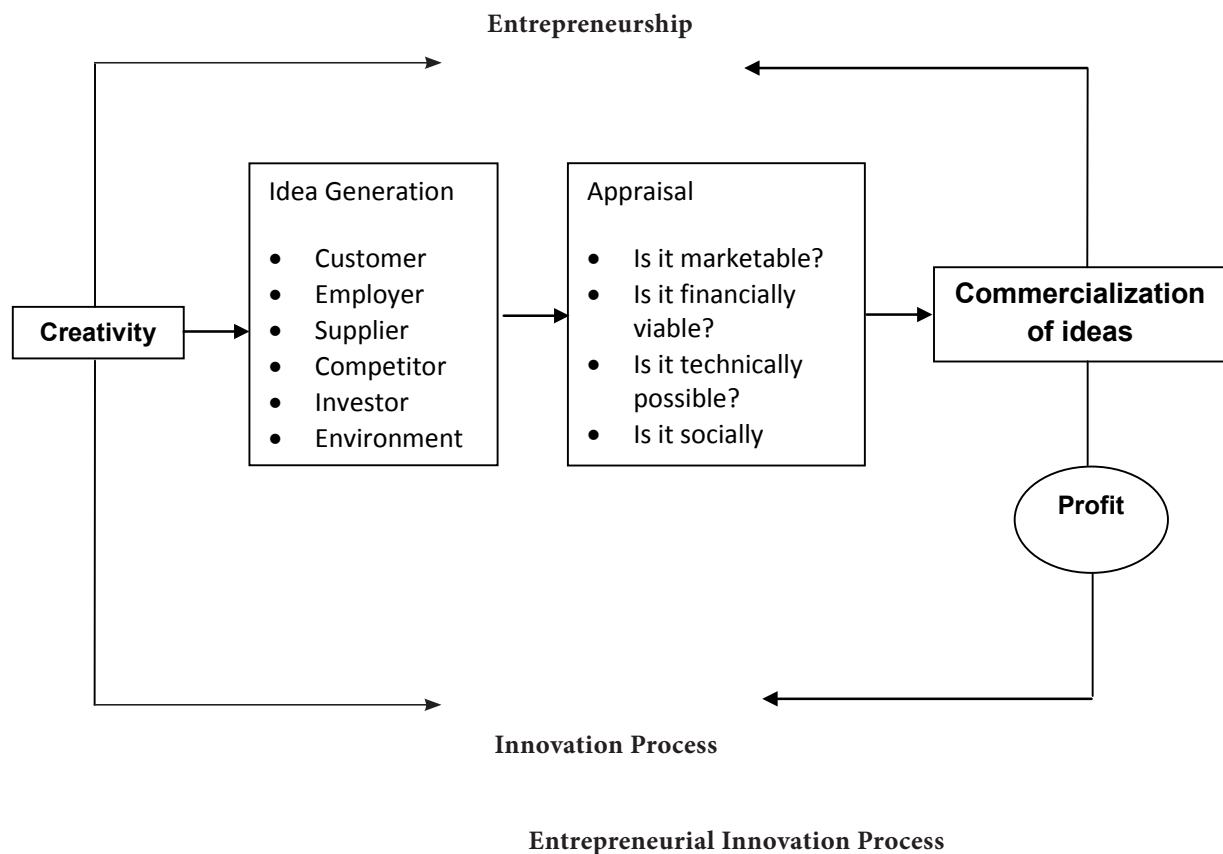 Entrepreneurship
Creativity
Idea Generation
• Customer
• Employer
• Supplier
• Competitor
• Investor
• Environment
Appraisal
• Is it marketable?
• Is it financially
viable?
• Is it technically
possible?
• Is it socially
Commercialization
of ideas
Profit
Innovation Process
Entrepreneurial Innovation Process